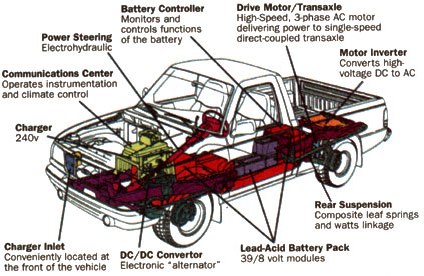 Battery Controller
Monitors and
controls functions
of the battery
Drive Motor/Transaxle
High-Speed, 3-phase AC motor
delivering power to single-speed
direct-coupled transaxle
Power Steering
Electrohydraulic
Motor Inverter
Converts high-
voltage DC to AC
Communications Center
Operates instrumentation
and climate control
Charger
240v
Rear Suspension
Composite leaf springs
and watts linkage
Charger Inlet
Conveniently located at
the front of the vehicle
DC/DC Convertor
Electronic "alternator"
Lead-Acid Battery Pack
39/8 volt modules